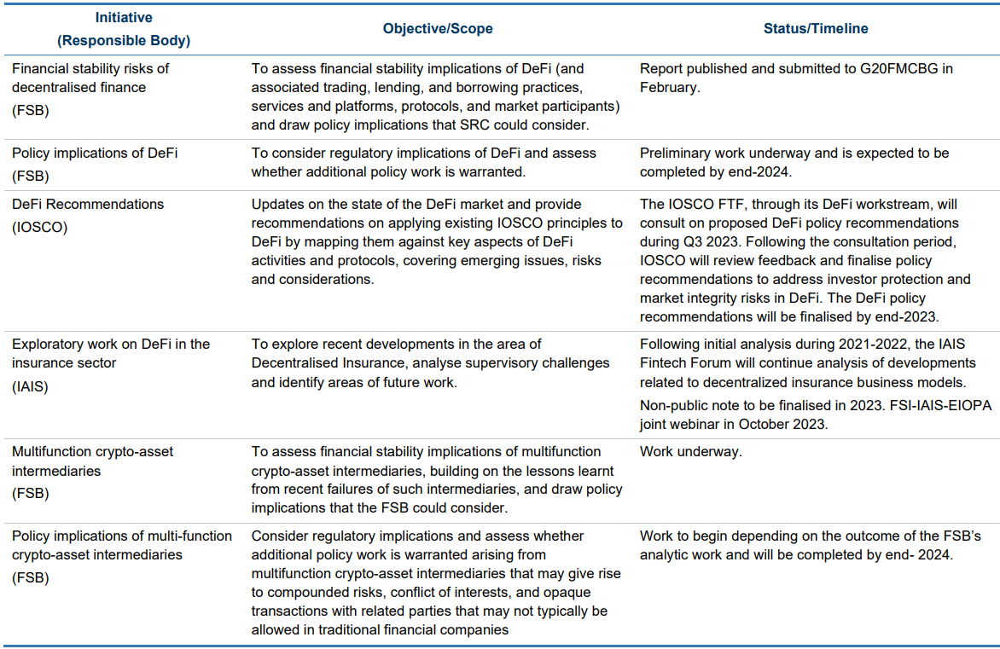 Initiative
(Responsible Body)
Objective/Scope
Status/Timeline
Financial stability risks of
decentralised finance
(FSB)
To assess financial stability implications of DeFi (and
associated trading, lending, and borrowing practices,
services and platforms, protocols, and market participants)
and draw policy implications that SRC could consider.
Report published and submitted to G20FMCBG in
February.
Policy implications of DeFi
(FSB)
To consider regulatory implications of DeFi and assess
whether additional policy work is warranted.
Preliminary work underway and is expected to be
completed by end-2024.
DeFi Recommendations
(IOSCO)
Updates on the state of the DeFi market and provide
recommendations on applying existing IOSCO principles to
DeFi by mapping them against key aspects of DeFi
activities and protocols, covering emerging issues, risks
and considerations.
The IOSCO FTF, through its DeFi workstream, will
consult on proposed DeFi policy recommendations
during Q3 2023. Following the consultation period,
IOSCO will review feedback and finalise policy
recommendations to address investor protection and
market integrity risks in DeFi. The DeFi policy
recommendations will be finalised by end-2023.
Exploratory work on DeFi in the
insurance sector
(IAIS)
To explore recent developments in the area of
Decentralised Insurance, analyse supervisory challenges
and identify areas of future work.
Following initial analysis during 2021-2022, the IAIS
Fintech Forum will continue analysis of developments
related to decentralized insurance business models.
Non-public note to be finalised in 2023. FSI-IAIS-EIOPA
joint webinar in October 2023.
Multifunction crypto-asset
intermediaries
(FSB)
To assess financial stability implications of multifunction
crypto-asset intermediaries, building on the lessons learnt
from recent failures of such intermediaries, and draw policy
implications that the FSB could consider.
Work underway.
Policy implications of multi-function
crypto-asset intermediaries
(FSB)
Consider regulatory implications and assess whether
additional policy work is warranted arising from
multifunction crypto-asset intermediaries that may give rise
to compounded risks, conflict of interests, and opaque
transactions with related parties that may not typically be
allowed in traditional financial companies
Work to begin depending on the outcome of the FSB's
analytic work and will be completed by end- 2024.